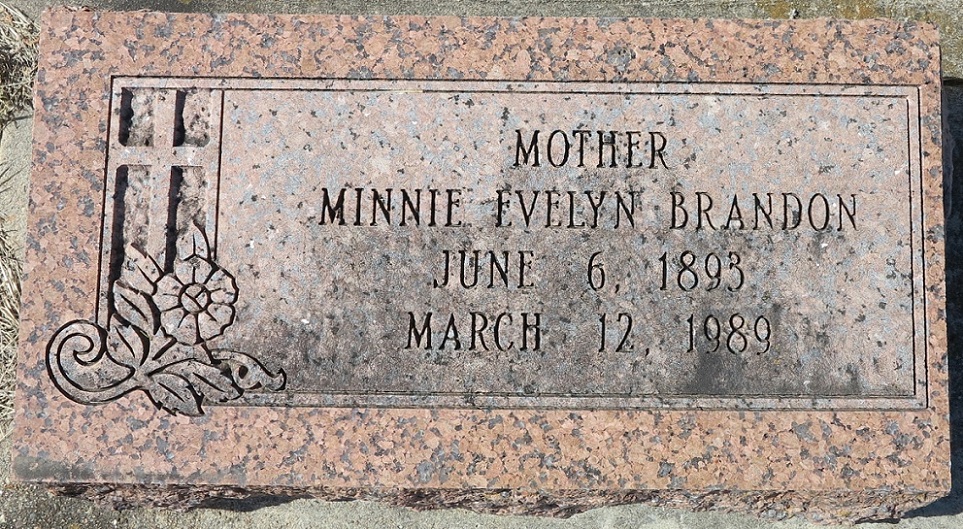 MOTHER
MINNIE EVELYN BRANDON
JUNE 6, 1893
MARCH 12, 1989